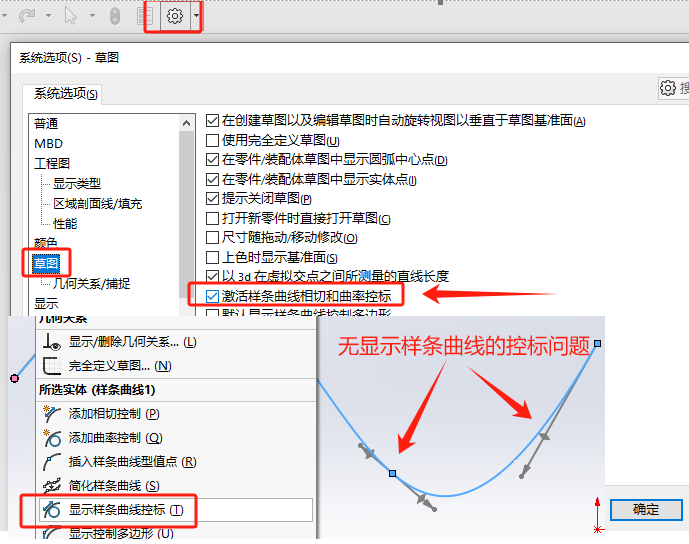 系统选项(S) - 草图
系统选项(S)
搜
普通
MBD
工程图
显示类型
区域剖面线/填充
性能
颜色
草图
几何关系/捕捉
显示
在创建草图以及编辑草图时自动旋转视图以垂直于草图基准面(A)
使用完全定义草图(U)
在零件/装配体草图中显示圆弧中心点(D)
在零件/装配体草图中显示实体点(I)
提示关闭草图(P)
打开新零件时直接打开草图(C)
尺寸随拖动/移动修改(O)
上色时显示基准面(S)
以 3d 在虚拟交点之间所测量的直线长度
激活样条曲线相切和曲率控标
默认显示样条曲线控制多边形
几何关系
显示/删除几何关系... (L)
完全定义草图... (N)
所选实体 (样条曲线1)
添加相切控制 (P)
添加曲率控制 (Q)
插入样条曲线型值点 (R)
简化样条曲线 (S)
显示样条曲线控标 (T)
显示控制多边形 (U)
无显示样条曲线的控标问题
确定